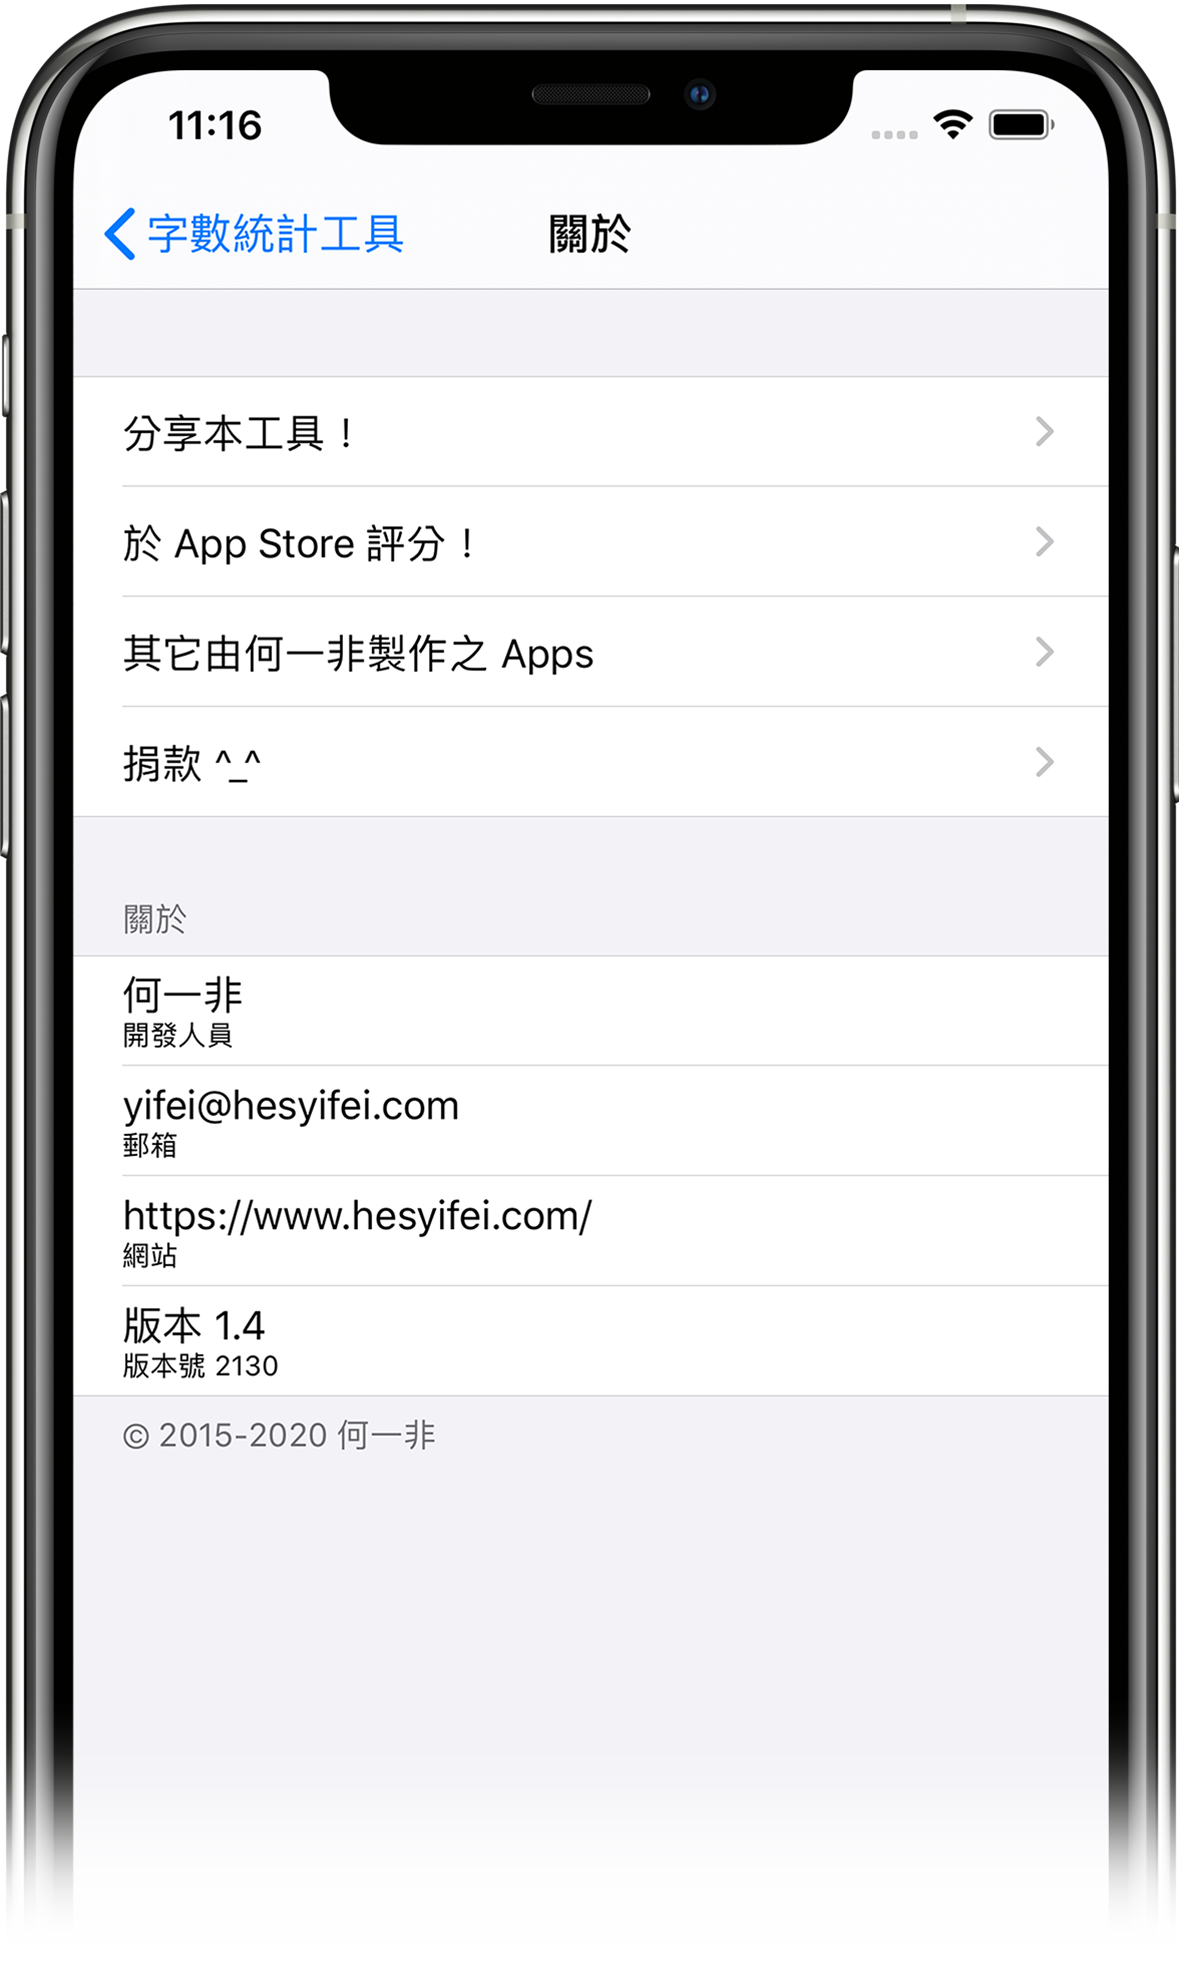 11:16
字數統計工具
關於
分享本工具！
於 App Store 評分！
其它由何一非製作之 Apps
捐款 ^_^
關於
何一非
開發人員
yifei@hesyifei.com
郵箱
https://www.hesyifei.com/
網站
版本 1.4
版本號 2130
© 2015-2020 何一非